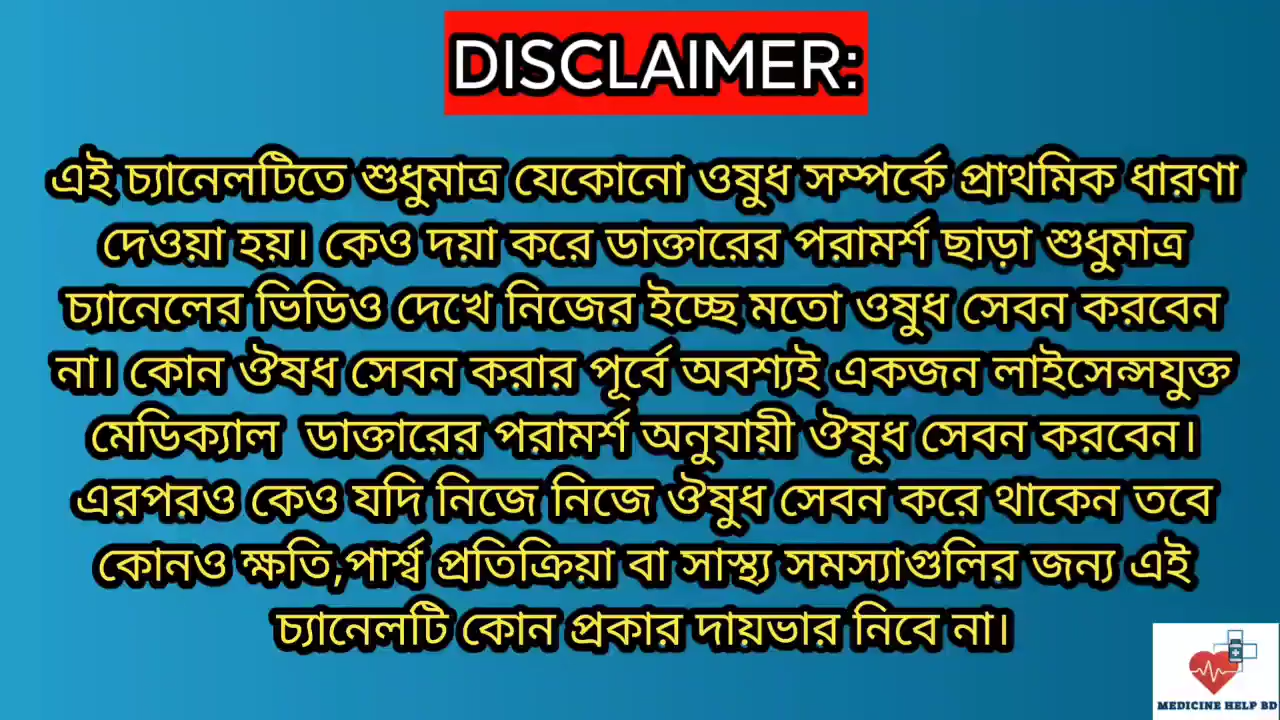 DISCLAIMER:
এই চ্যানেলটিতে শুধুমাত্র যেকোনো ওষুধ সম্পর্কে প্রাথমিক ধারণা
দেওয়া হয়। কেও দয়া করে ডাক্তারের পরামর্শ ছাড়া শুধুমাত্র
চ্যানেলের ভিডিও দেখে নিজের ইচ্ছে মতো ওষুধ সেবন করবেন
না। কোন ঔষধ সেবন করার পূর্বে অবশ্যই একজন লাইসেন্সযুক্ত
মেডিক্যাল ডাক্তারের পরামর্শ অনুযায়ী ঔষুধ সেবন করবেন।
এরপরও কেও যদি নিজে নিজে ঔষুধ সেবন করে থাকেন তবে
কোনও ক্ষতি,পার্শ্ব প্রতিক্রিয়া বা সাস্থ্য সমস্যাগুলির জন্য এই
চ্যানেলটি কোন প্রকার দায়ভার নিবে না।
MEDICINE HELP BD